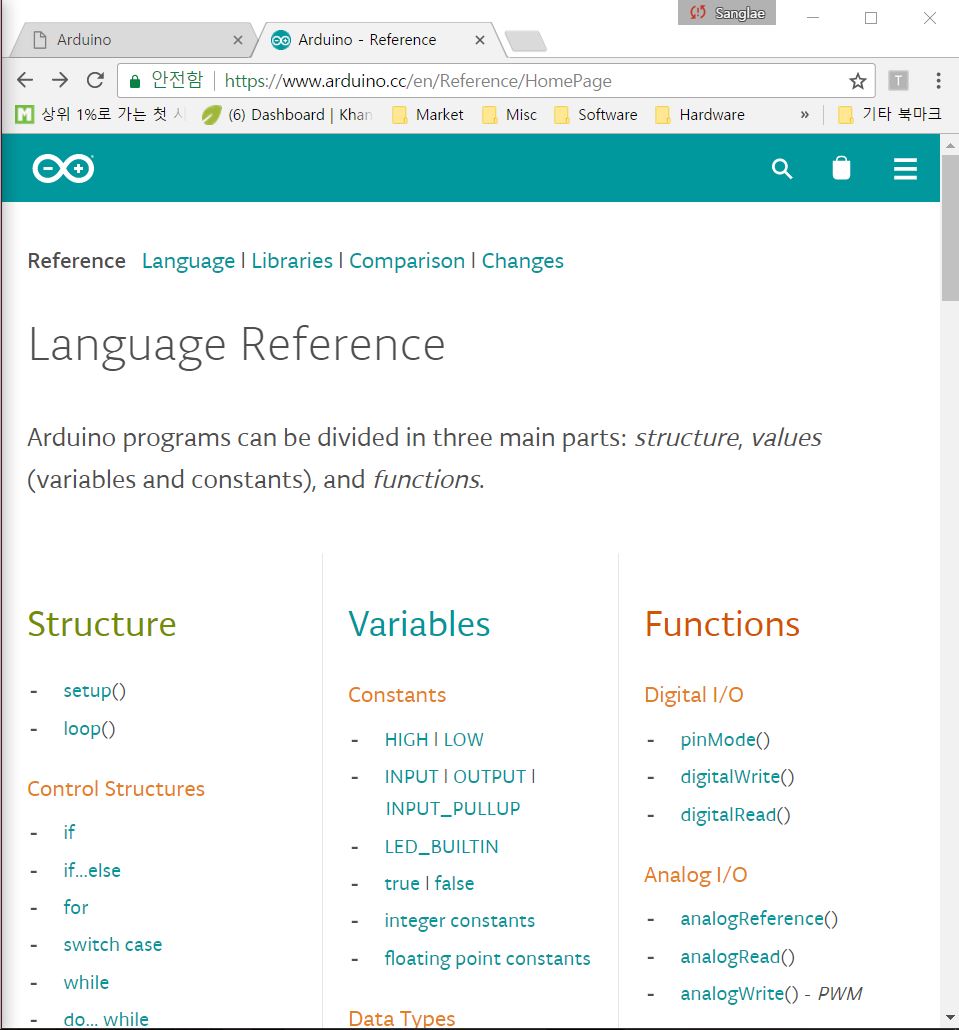 Sanglae
Arduino
Arduino - Reference
안전함 https://www.arduino.cc/en/Reference/HomePage
T
M 상위 1%로 가는 첫 (6) Dashboard | Khan Market Misc Software Hardware » 기타 북마크
Reference Language | Libraries | Comparison | Changes
Language Reference
Arduino programs can be divided in three main parts: structure, values
(variables and constants), and functions.
Structure
- setup()
- loop()
Control Structures
- if
- if...else
- for
- switch case
- while
- do... while
Variables
Constants
- HIGH | LOW
- INPUT | OUTPUT |
INPUT_PULLUP
- LED_BUILTIN
- true | false
- integer constants
- floating point constants
Data Types
Functions
Digital I/O
- pinMode()
- digitalWrite()
- digitalRead()
Analog I/O
- analogReference()
- analogRead()
- analogWrite() - PWM